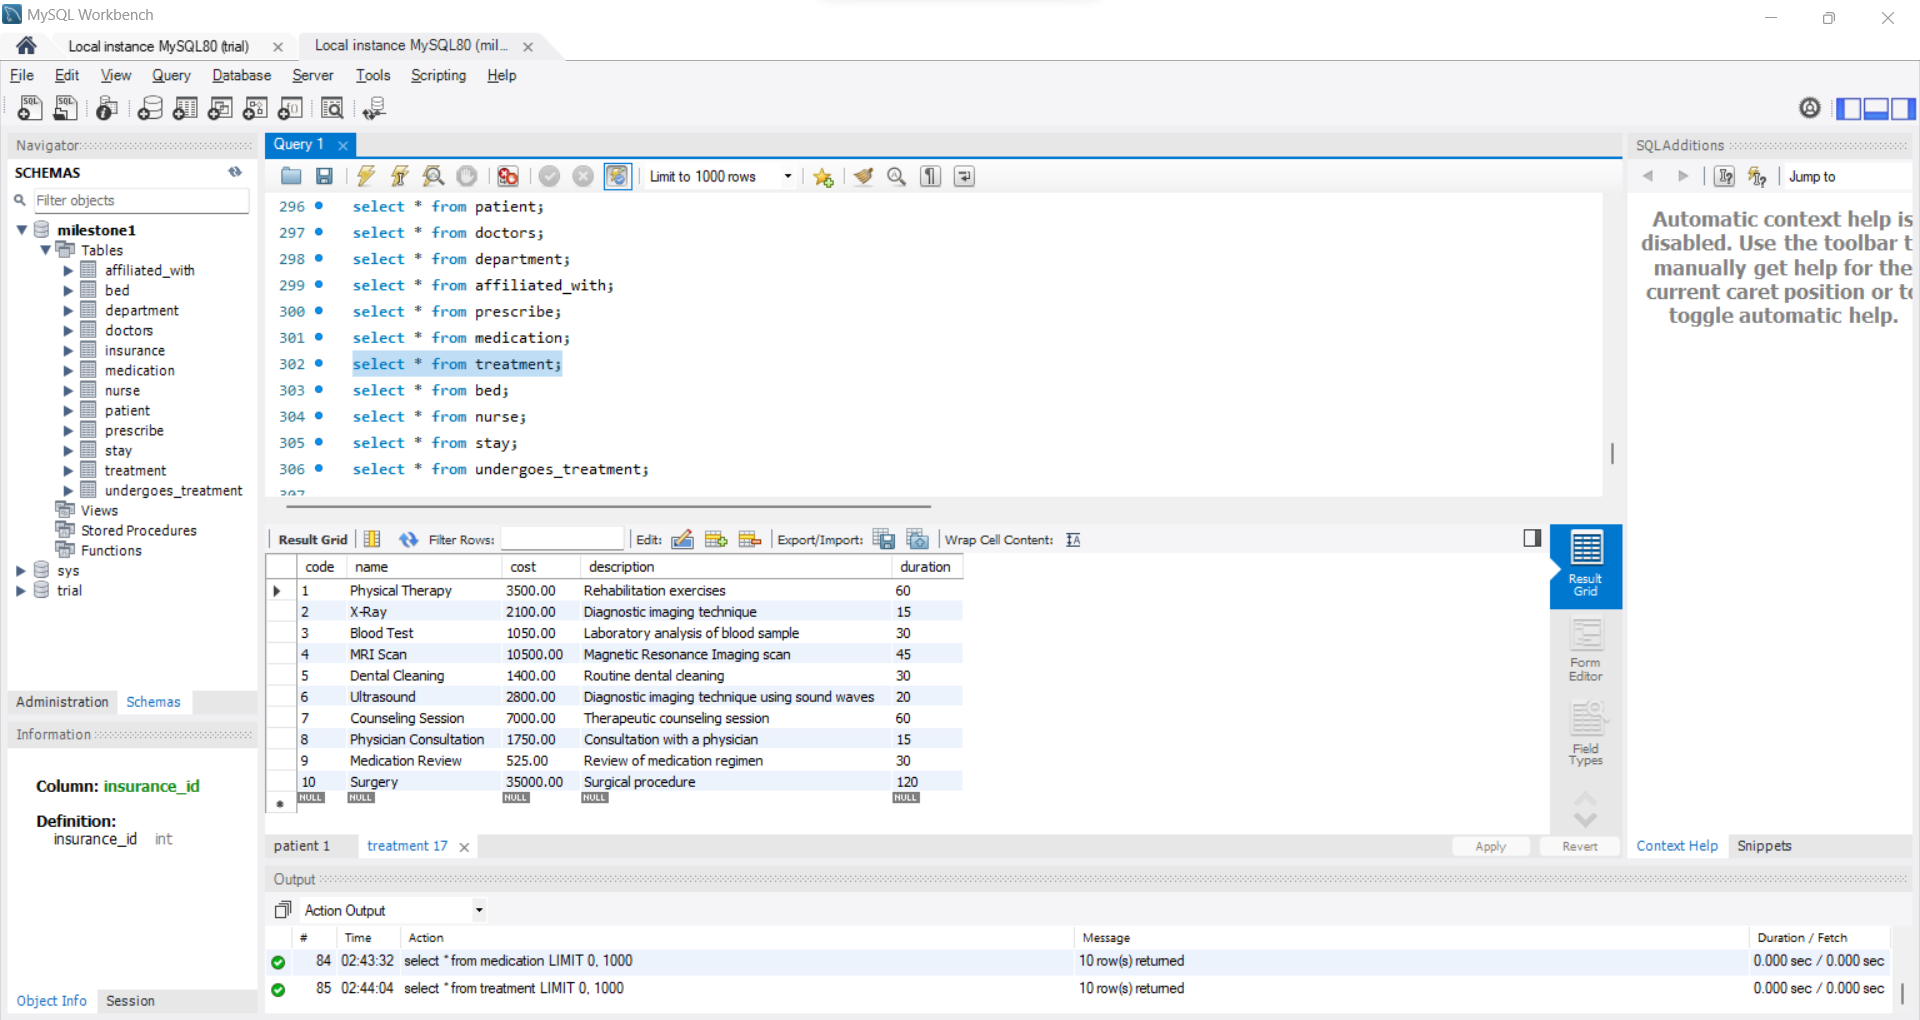 MySQL Workbench
Local instance MySQL80 (trial)
Local instance MySQL80 (mil...
File Edit View Query Database Server Tools Scripting Help
Navigator
SCHEMAS
Filter objects
milestone1
Tables
affiliated_with
bed
department
doctors
insurance
medication
nurse
patient
prescribe
stay
treatment
undergoes_treatment
Views
Stored Procedures
Functions
sys
trial
Administration Schemas
Information
Column: insurance_id
Definition:
insurance_id int
Object Info Session
Query 1
Limit to 1000 rows
296 select * from patient;
297 select * from doctors;
298 select * from department;
299 select * from affiliated_with;
300 select * from prescribe;
301 select * from medication;
302 select * from treatment;
303 select * from bed;
304 select * from nurse;
305 select * from stay;
306 select * from undergoes_treatment;
307
Result Grid Filter Rows: Edit: Export/Import: Wrap Cell Content:
code name cost description duration
1 Physical Therapy 3500.00 Rehabilitation exercises 60
2 X-Ray 2100.00 Diagnostic imaging technique 15
3 Blood Test 1050.00 Laboratory analysis of blood sample 30
4 MRI Scan 10500.00 Magnetic Resonance Imaging scan 45
5 Dental Cleaning 1400.00 Routine dental cleaning 30
6 Ultrasound 2800.00 Diagnostic imaging technique using sound waves 20
7 Counseling Session 7000.00 Therapeutic counseling session 60
8 Physician Consultation 1750.00 Consultation with a physician 15
9 Medication Review 525.00 Review of medication regimen 30
10 Surgery 35000.00 Surgical procedure 120
NULL NULL NULL NULL NULL
Result
Grid
Form
Editor
Field
Types
patient 1 treatment 17
Apply Revert
SQLAdditions
Jump to
Automatic context help is
disabled. Use the toolbar t
manually get help for the
current caret position or to
toggle automatic help.
Context Help Snippets
Output
Action Output
# Time Action Message Duration / Fetch
84 02:43:32 select * from medication LIMIT 0, 1000 10 row(s) returned 0.000 sec / 0.000 sec
85 02:44:04 select * from treatment LIMIT 0, 1000 10 row(s) returned 0.000 sec / 0.000 sec